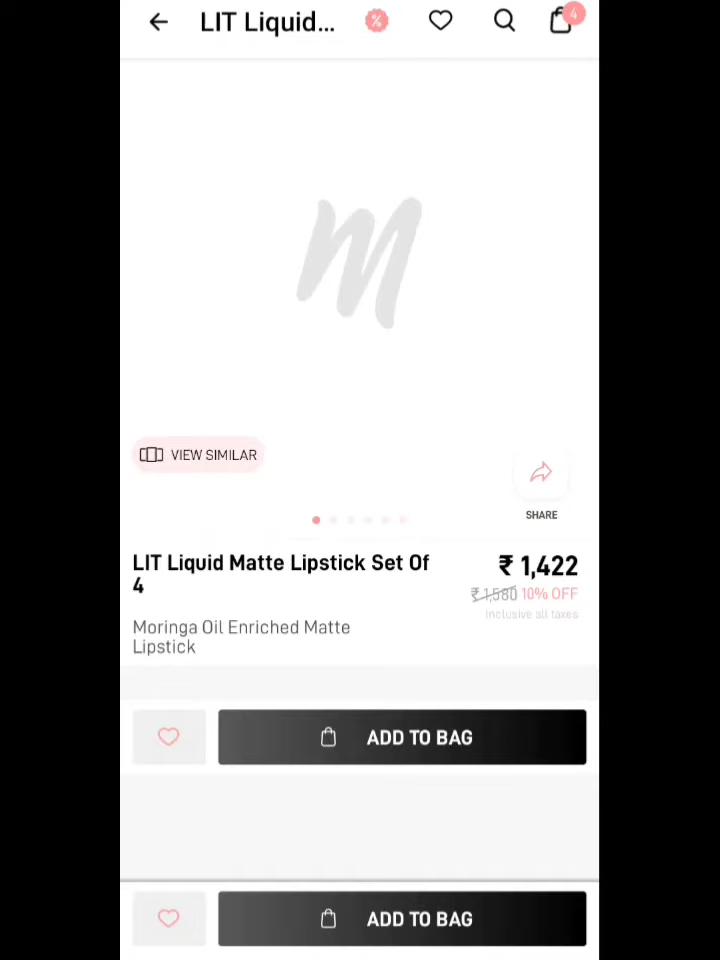 LIT Liquid...
%
4
VIEW SIMILAR
SHARE
LIT Liquid Matte Lipstick Set Of
4
₹ 1,422
₹ 1,580 10% OFF
Inclusive all taxes
Moringa Oil Enriched Matte
Lipstick
ADD TO BAG
ADD TO BAG